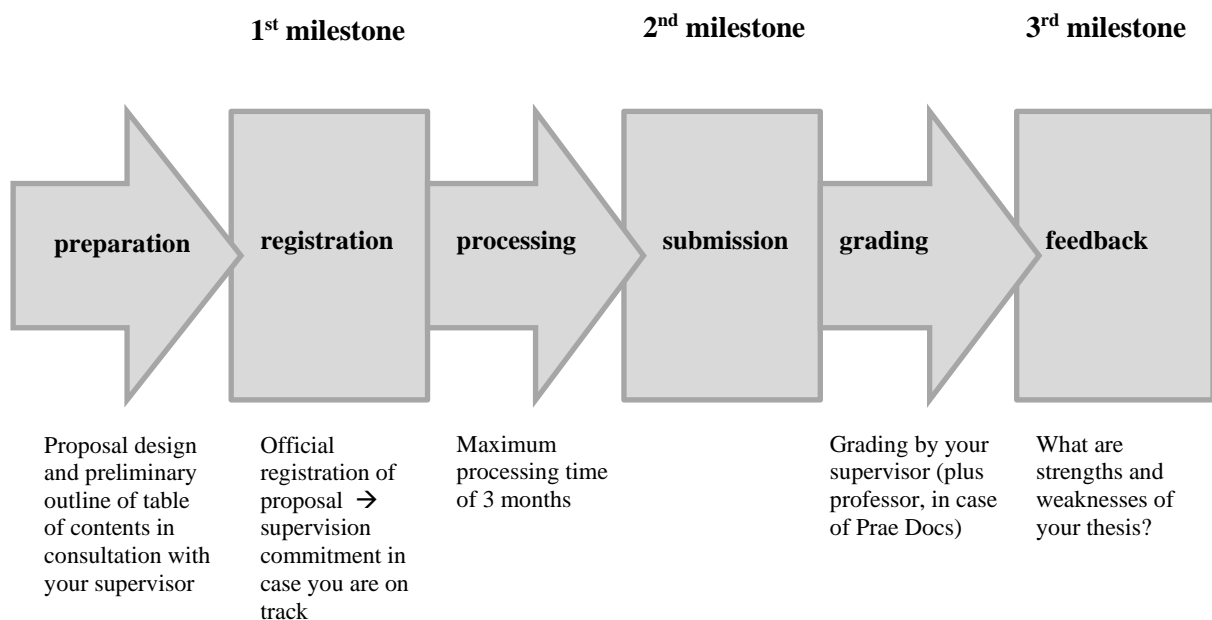 1st milestone
2nd milestone
3rd milestone
preparation
registration
processing
submission
grading
feedback
Proposal design
and preliminary
outline of table
of contents in
consultation with
your supervisor
Official
registration of
proposal →
supervision
commitment in
case you are on
track
Maximum
processing time
of 3 months
Grading by your
supervisor (plus
professor, in case
of Prae Docs)
What are
strengths and
weaknesses of
your thesis?